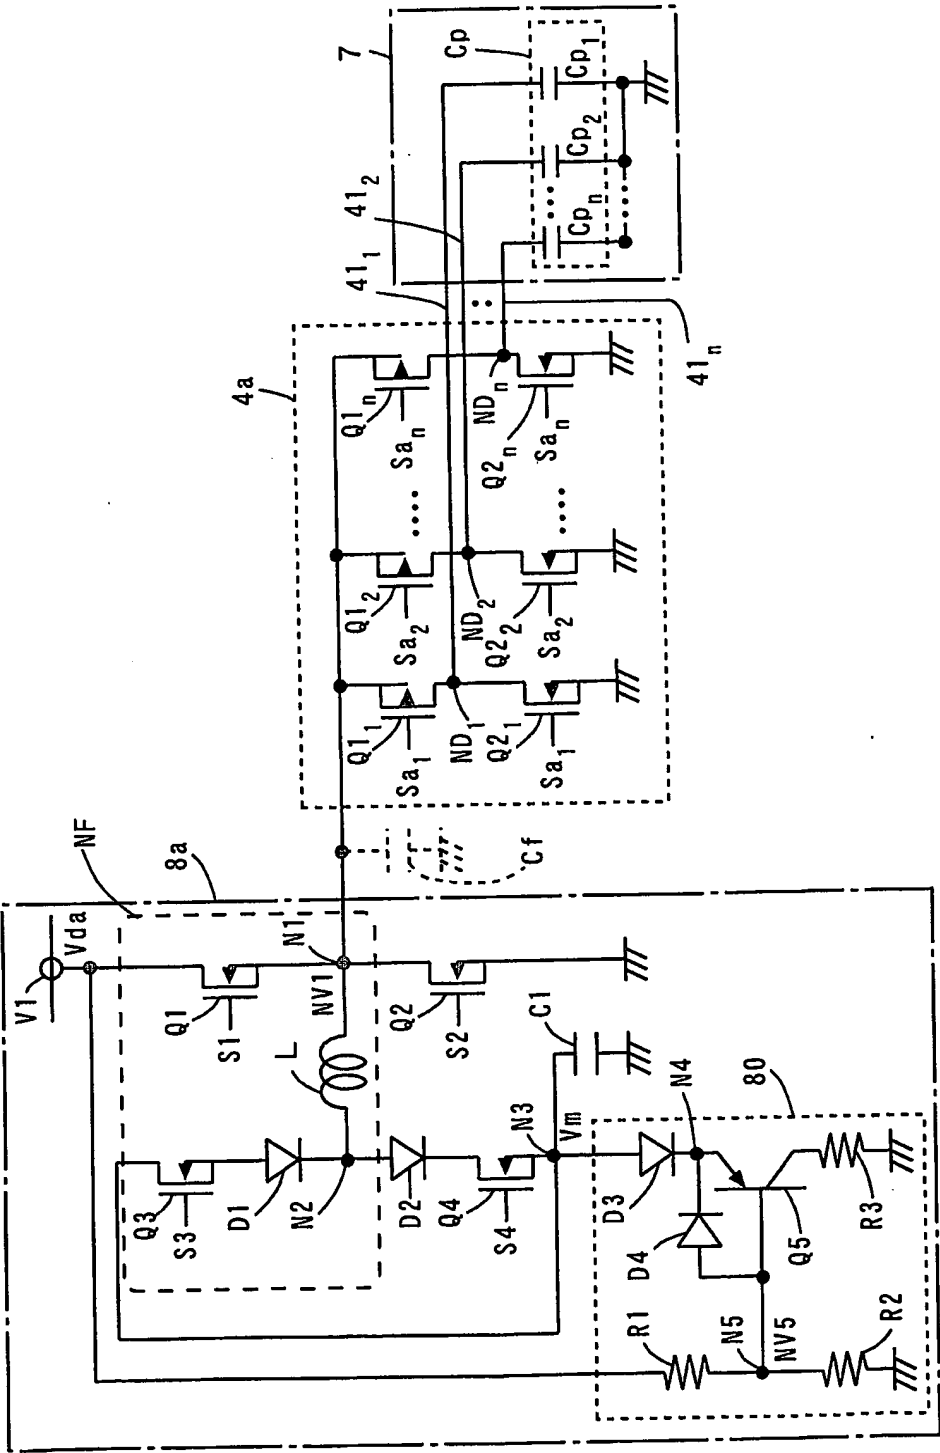 7
Cp
Cp1
Cp2
Cpn
41₁
41₂
41n
4a
Q1n
San
NDn
Q2n
San
Q1₂
Sa₂
ND₂
Q2₂
Sa₂
Q1₁
Sa₁
ND₁
Q2₁
Sa₁
NF
8a
Cf
V1
Vda
N1
NV1
Q1
S1
Q2
S2
L
C1
Q3
S3
D1
N2
D2
Q4
S4
N3
Vm
N4
80
D3
D4
Q5
R3
R1
N5
NV5
R2